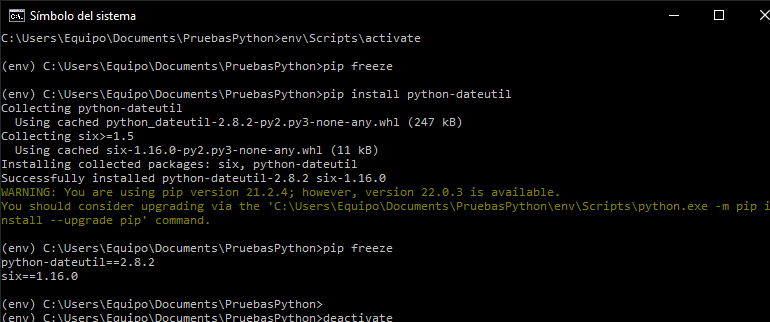 Símbolo del sistema
C:\Users\Equipo\Documents\PruebasPython>env\Scripts\activate
(env) C:\Users\Equipo\Documents\PruebasPython>pip freeze
(env) C:\Users\Equipo\Documents\PruebasPython>pip install python-dateutil
Collecting python-dateutil
  Using cached python_dateutil-2.8.2-py2.py3-none-any.whl (247 kB)
Collecting six>=1.5
  Using cached six-1.16.0-py2.py3-none-any.whl (11 kB)
Installing collected packages: six, python-dateutil
Successfully installed python-dateutil-2.8.2 six-1.16.0
WARNING: You are using pip version 21.2.4; however, version 22.0.3 is available.
You should consider upgrading via the 'C:\Users\Equipo\Documents\PruebasPython\env\Scripts\python.exe -m pip i
nstall --upgrade pip' command.
(env) C:\Users\Equipo\Documents\PruebasPython>pip freeze
python-dateutil==2.8.2
six==1.16.0
(env) C:\Users\Equipo\Documents\PruebasPython>
(env) C:\Users\Equipo\Documents\PruebasPython>deactivate